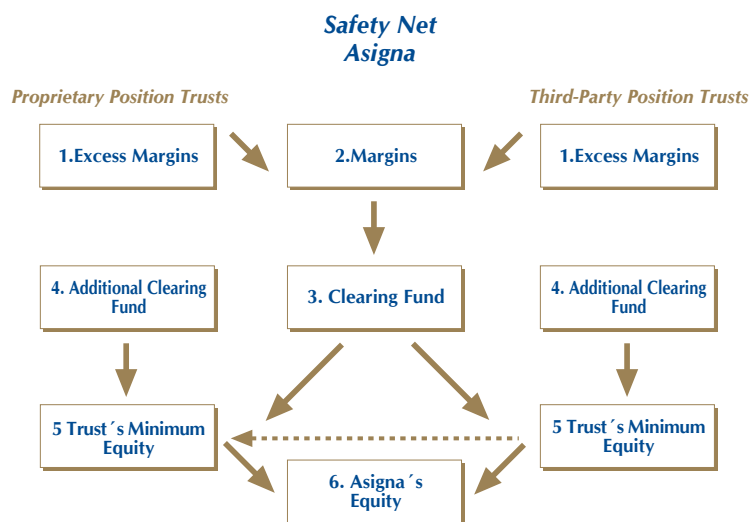 Safety Net
Asigna
Proprietary Position Trusts
Third-Party Position Trusts
1.Excess Margins
2.Margins
1.Excess Margins
4. Additional Clearing
Fund
3. Clearing Fund
4. Additional Clearing
Fund
5 Trust´s Minimum
Equity
5 Trust´s Minimum
Equity
6. Asigna´s
Equity